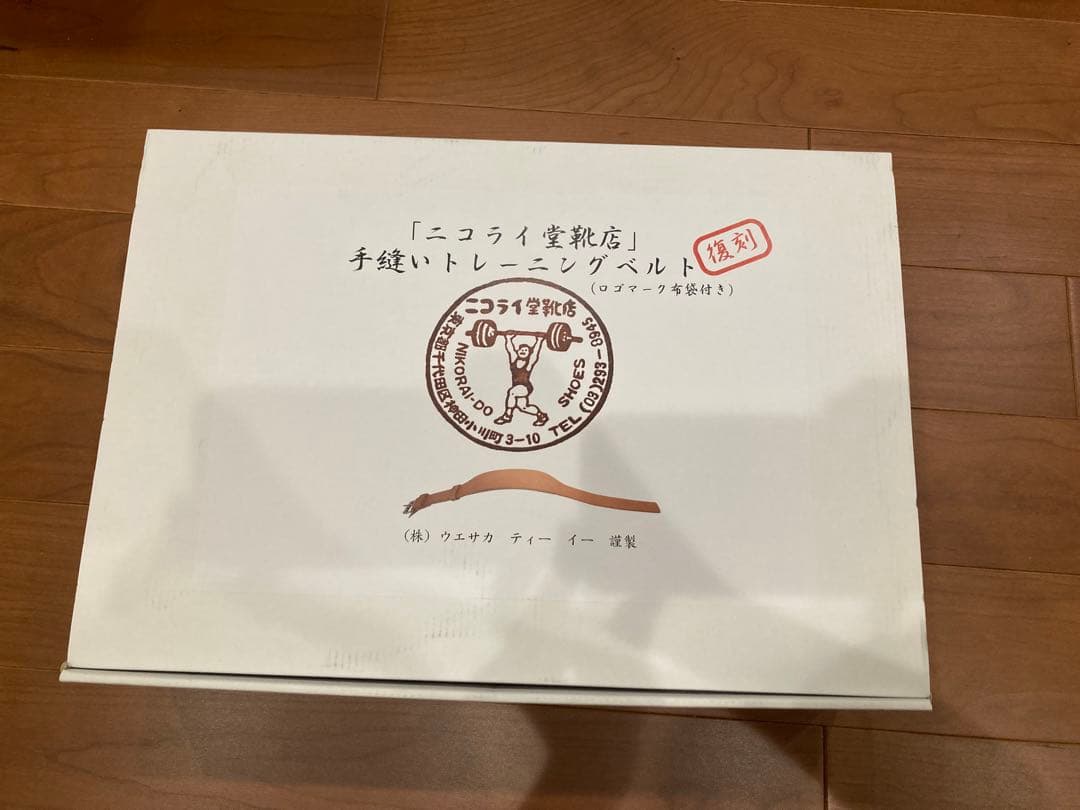 「ニコライ堂靴店」
復刻
手縫いトレーニングベルト
(ロゴマーク布袋付き)
ニコライ堂靴店
NIKORAI-DO SHOES
東京都千代田区神田小川町3-10 TEL(03)293-8945
(株)ウエサカ ティー イー 謹製